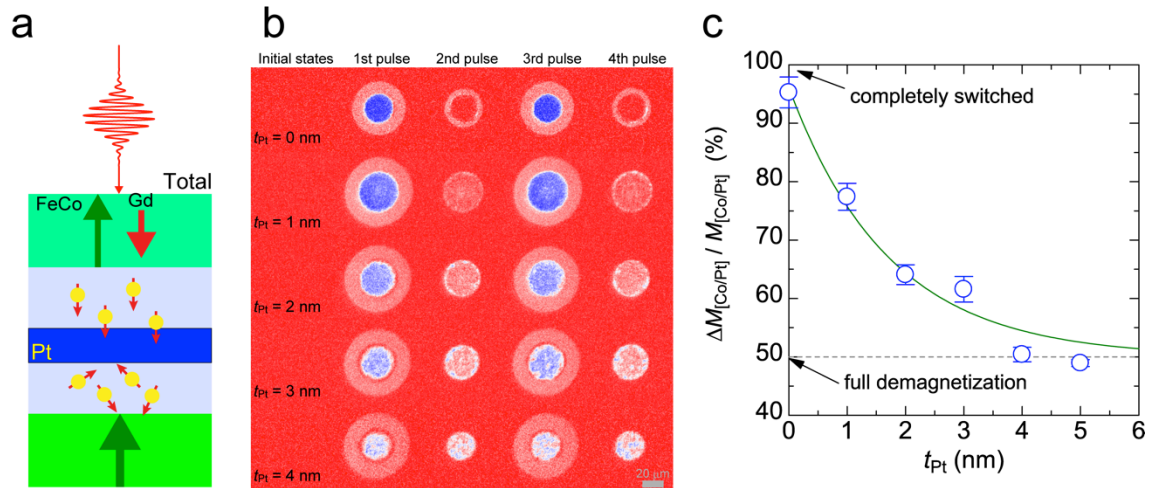 a
Total
FeCo
Gd
Pt
b
Initial states 1st pulse 2nd pulse 3rd pulse 4th pulse
tPt = 0 nm
tPt = 1 nm
tPt = 2 nm
tPt = 3 nm
tPt = 4 nm
20 μm
c
100
90
80
70
60
50
40
ΔM[Co/Pt] / M[Co/Pt] (%)
completely switched
full demagnetization
0 1 2 3 4 5 6
tPt (nm)